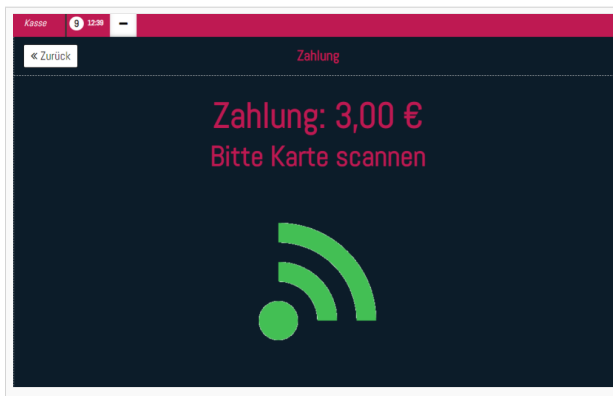 Kasse 9 12:39 −
« Zurück
Zahlung
Zahlung: 3,00 €
Bitte Karte scannen